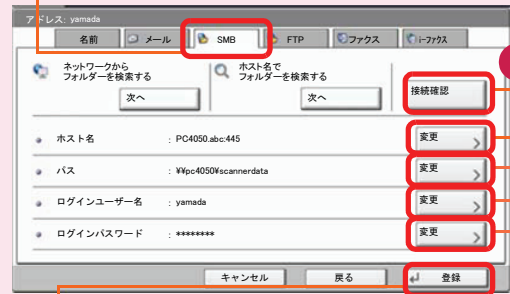 アドレス: yamada
名前 メール SMB FTP ファクス i-ファクス
ネットワークから
フォルダーを検索する
次へ
ホスト名で
フォルダーを検索する
次へ
接続確認
ホスト名 : PC4050.abc:445 変更
パス : ¥¥pc4050¥scannerdata 変更
ログインユーザー名 : yamada 変更
ログインパスワード : ******** 変更
キャンセル 戻る 登録